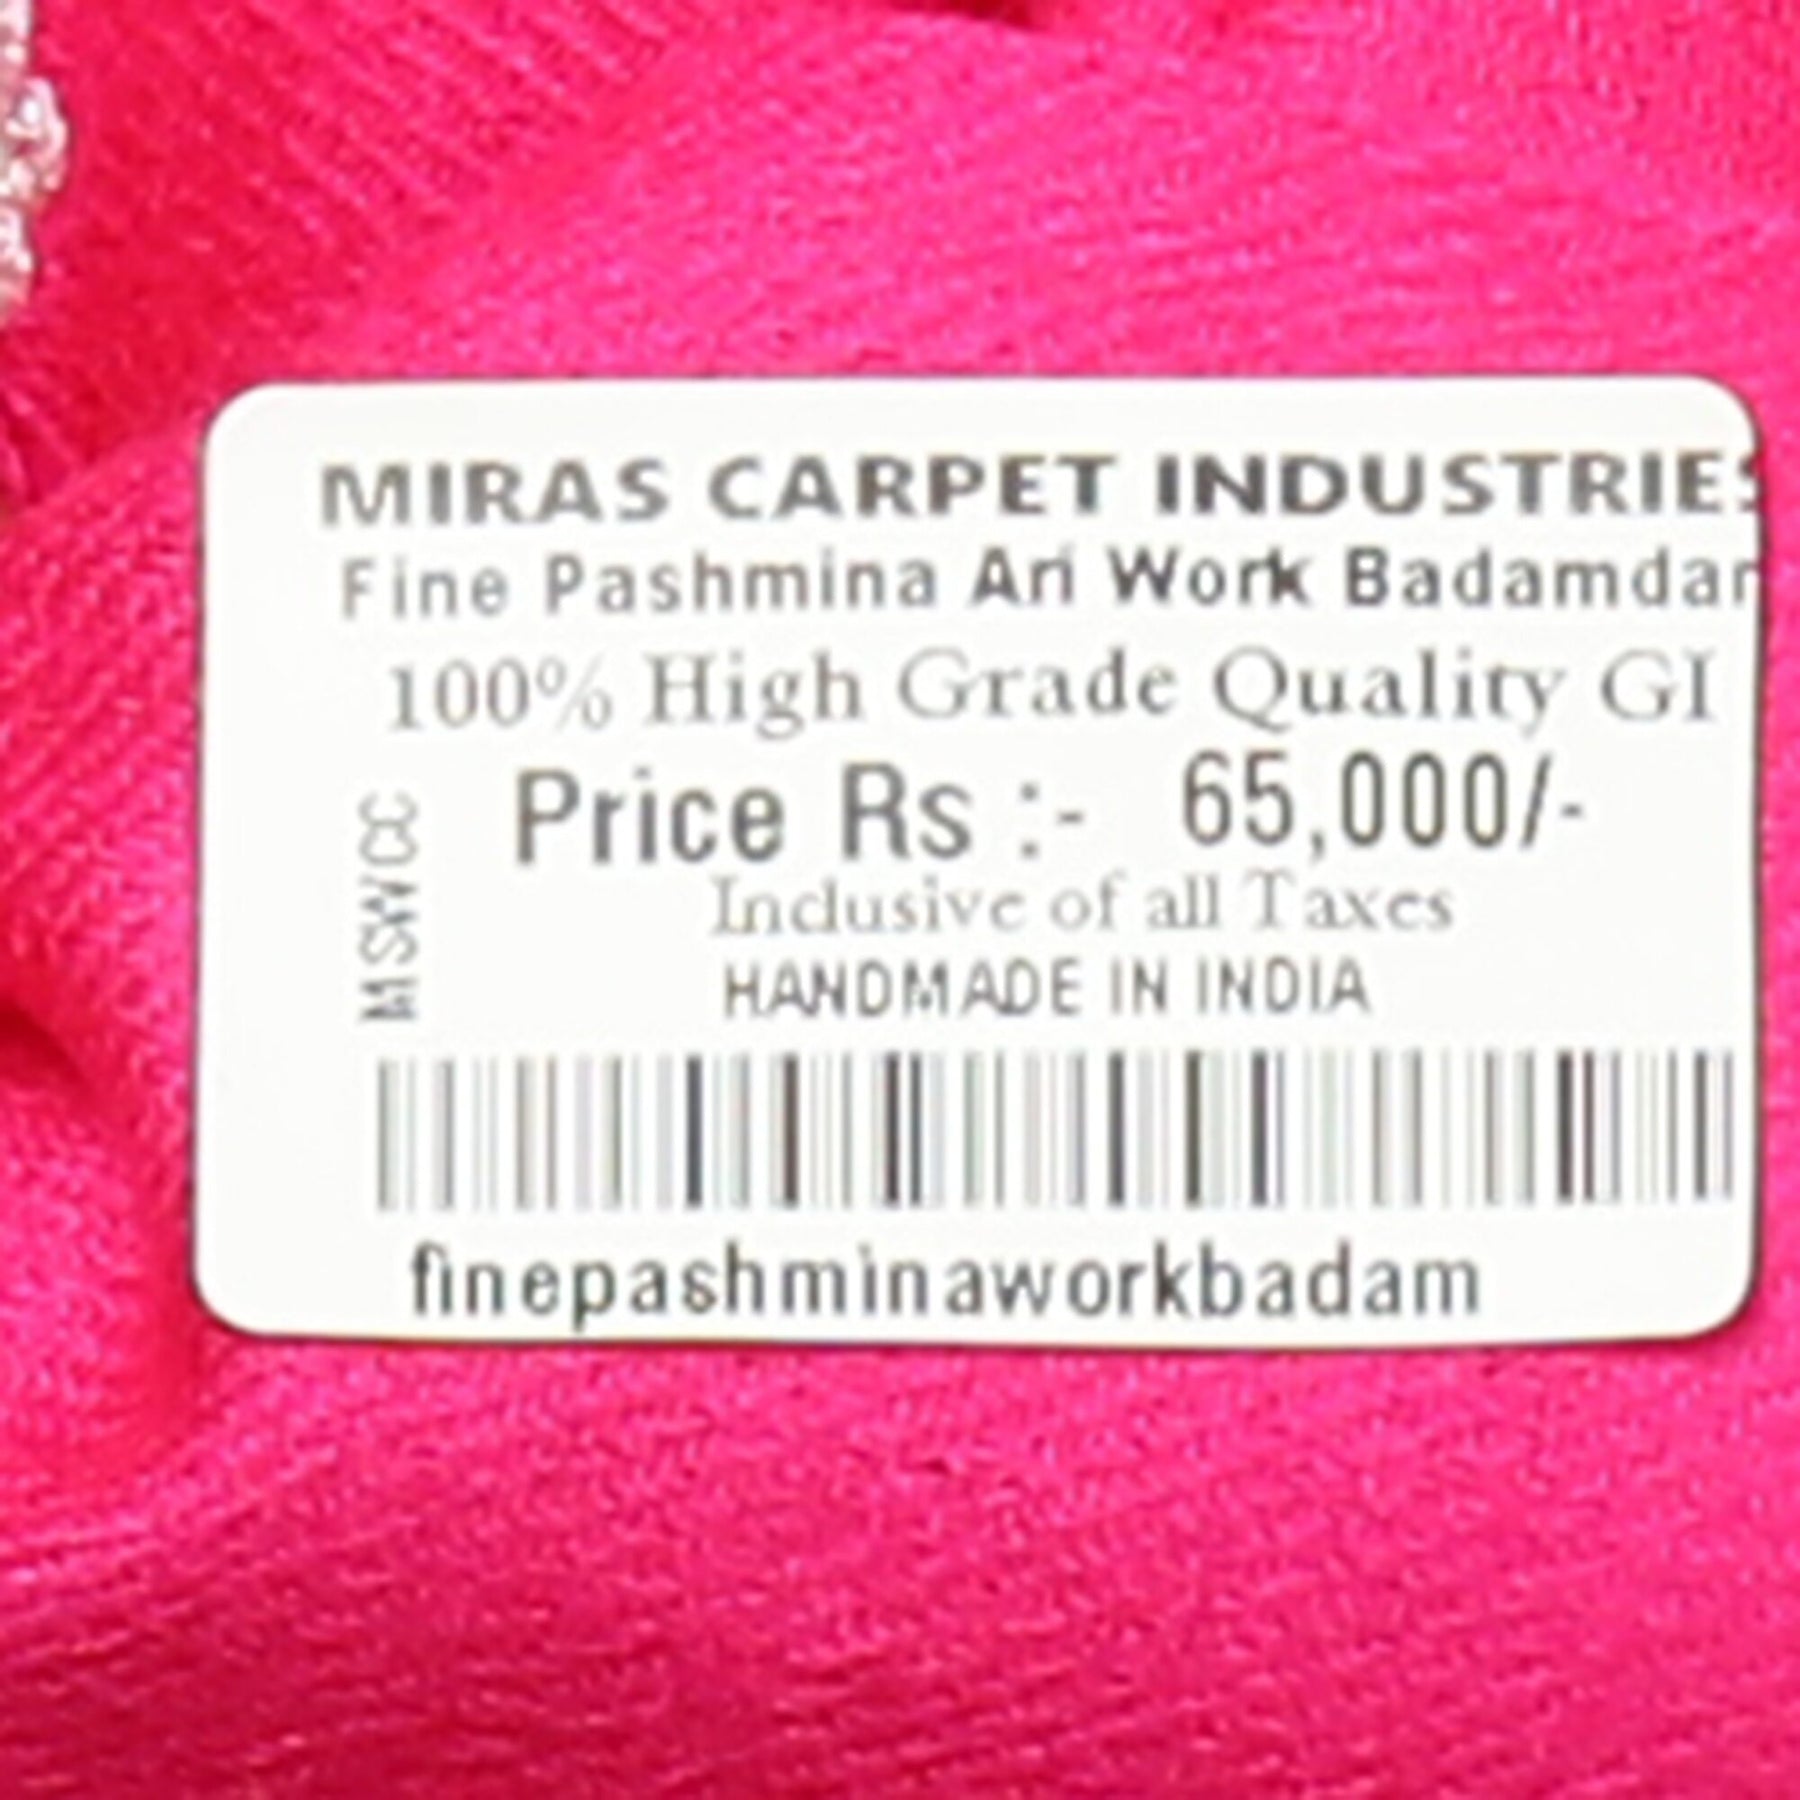 MIRAS CARPET INDUSTRIES
Fine Pashmina Ari Work Badamdar
100% High Grade Quality GI
Price Rs :- 65,000/-
Inclusive of all Taxes
HANDMADE IN INDIA
MSWCC
finepashminaworkbadam